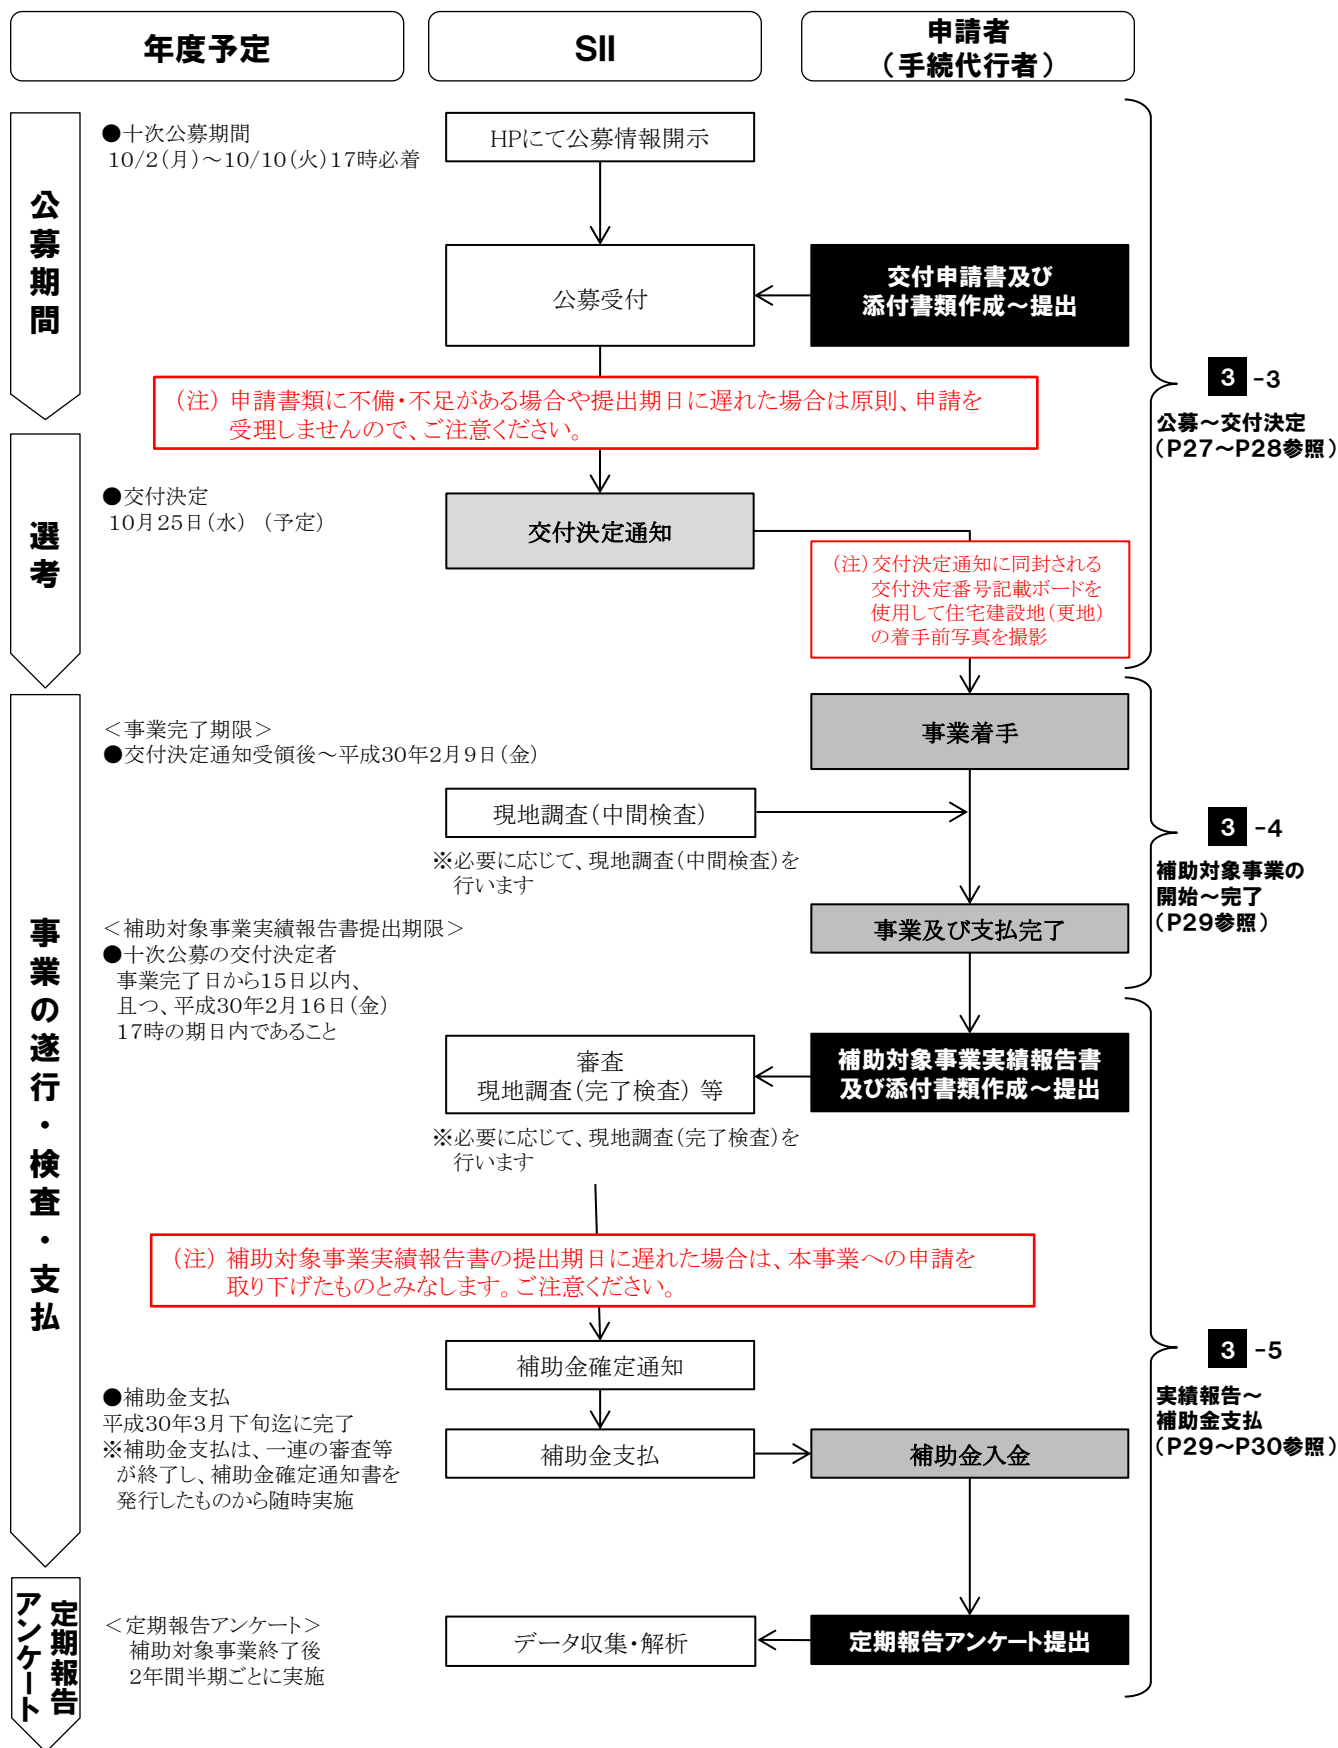 年度予定
SII
申請者
（手続代行者）
公募期間
●十次公募期間
10/2(月)～10/10(火)17時必着
HPにて公募情報開示
公募受付
交付申請書及び
添付書類作成～提出
（注） 申請書類に不備・不足がある場合や提出期日に遅れた場合は原則、申請を
受理しませんので、ご注意ください。
3 -3
公募～交付決定
（P27～P28参照）
選考
●交付決定
10月25日(水) （予定）
交付決定通知
（注）交付決定通知に同封される
交付決定番号記載ボードを
使用して住宅建設地（更地）
の着手前写真を撮影
事業の遂行・検査・支払
＜事業完了期限＞
●交付決定通知受領後～平成30年2月9日(金)
事業着手
現地調査（中間検査）
※必要に応じて、現地調査（中間検査）を
行います
3 -4
補助対象事業の
開始～完了
（P29参照）
事業及び支払完了
＜補助対象事業実績報告書提出期限＞
●十次公募の交付決定者
事業完了日から15日以内、
且つ、平成30年2月16日(金)
17時の期日内であること
審査
現地調査（完了検査） 等
補助対象事業実績報告書
及び添付書類作成～提出
※必要に応じて、現地調査（完了検査）を
行います
（注） 補助対象事業実績報告書の提出期日に遅れた場合は、本事業への申請を
取り下げたものとみなします。ご注意ください。
補助金確定通知
3 -5
実績報告～
補助金支払
（P29～P30参照）
●補助金支払
平成30年3月下旬迄に完了
※補助金支払は、一連の審査等
が終了し、補助金確定通知書を
発行したものから随時実施
補助金支払
補助金入金
定期報告
アンケート
＜定期報告アンケート＞
補助対象事業終了後
2年間半期ごとに実施
データ収集・解析
定期報告アンケート提出